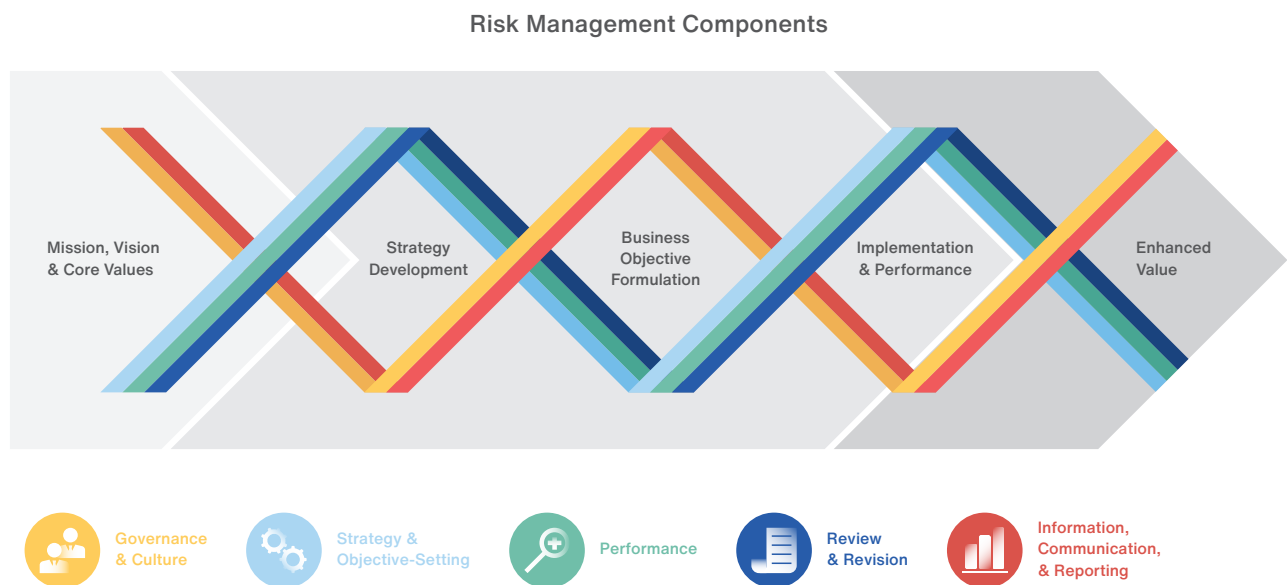 Risk Management Components
Mission, Vision
& Core Values
Strategy
Development
Business
Objective
Formulation
Implementation
& Performance
Enhanced
Value
Governance
& Culture
Strategy &
Objective-Setting
Performance
Review
& Revision
Information,
Communication,
& Reporting